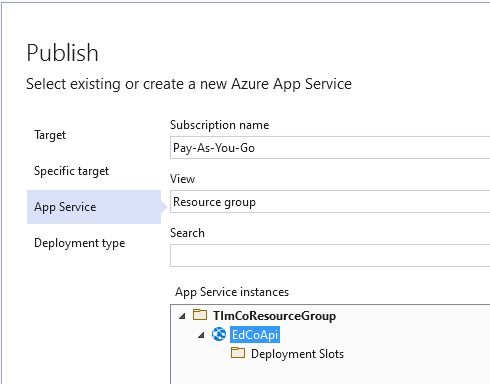 Publish
Select existing or create a new Azure App Service
Target
Specific target
App Service
Deployment type
Subscription name
Pay-As-You-Go
View
Resource group
Search
App Service instances
TImCoResourceGroup
EdCoApi
Deployment Slots